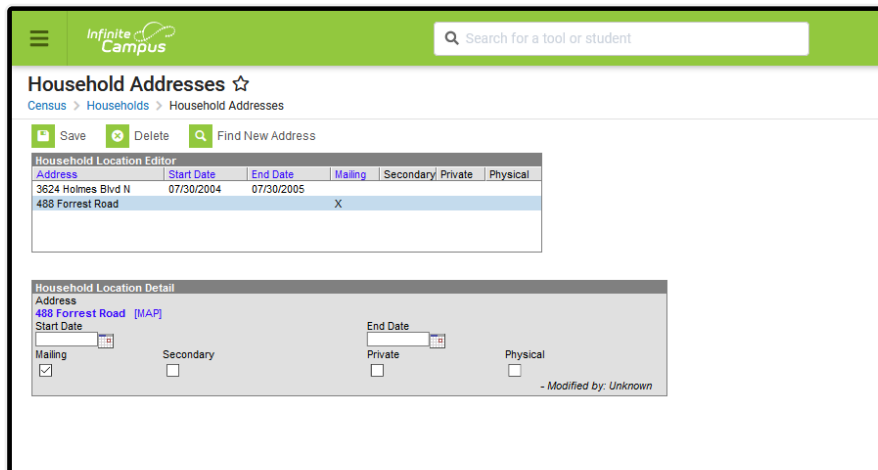 Infinite Campus
Search for a tool or student
Household Addresses
Census > Households > Household Addresses
Save Delete Find New Address
Household Location Editor
Address Start Date End Date Mailing Secondary Private Physical
3624 Holmes Blvd N 07/30/2004 07/30/2005
488 Forrest Road X
Household Location Detail
Address
488 Forrest Road [MAP]
Start Date End Date
Mailing Secondary Private Physical
- Modified by: Unknown